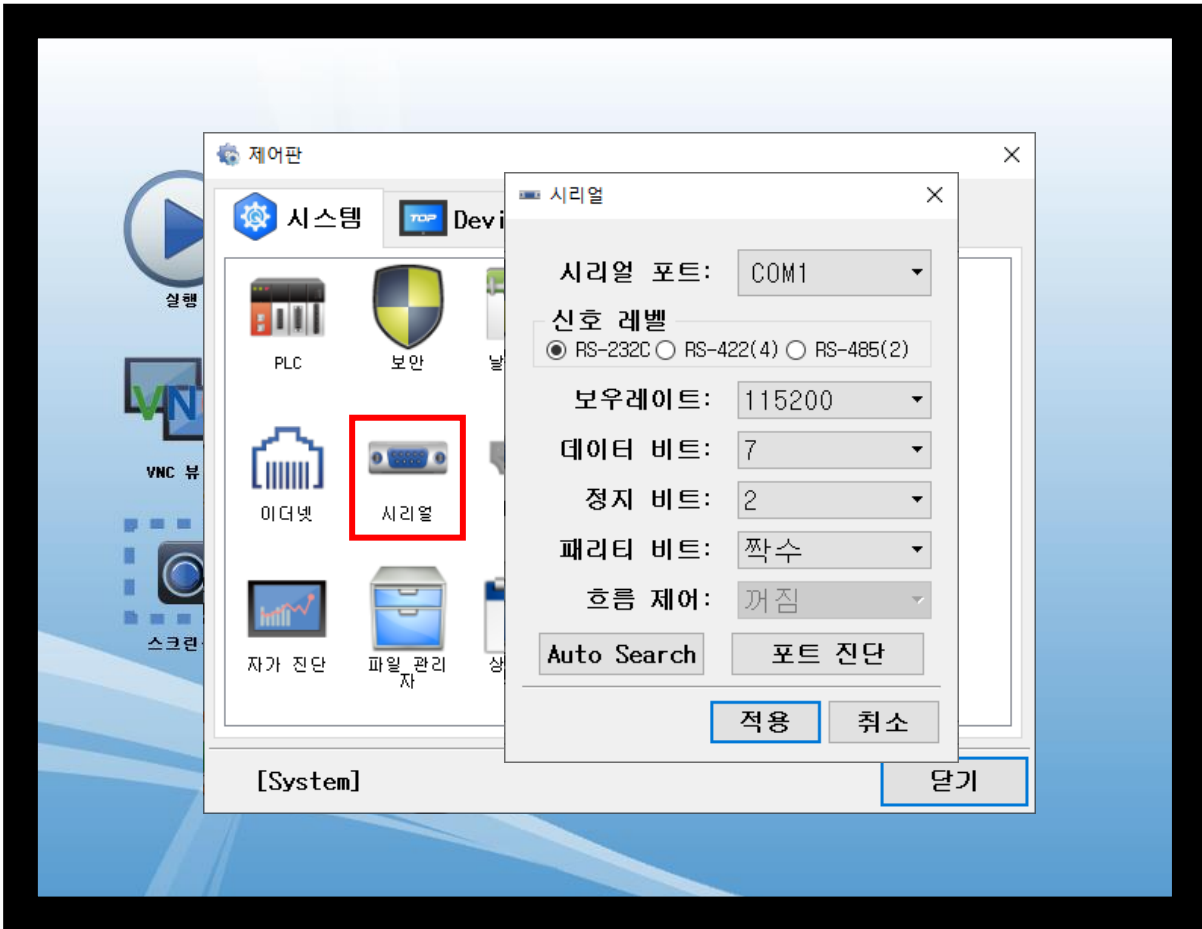 제어판
시리얼
시스템
TOP
Devi
시리얼 포트: COM1
신호 레벨
RS-232C RS-422(4) RS-485(2)
보우레이트: 115200
데이터 비트: 7
정지 비트: 2
패리티 비트: 짝수
흐름 제어: 꺼짐
Auto Search 포트 진단
적용 취소
실행
PLC
보안
날
VN
VNC 뷰
이더넷
시리얼
스크린
자가 진단
파일 관리
자
상
[System]
닫기